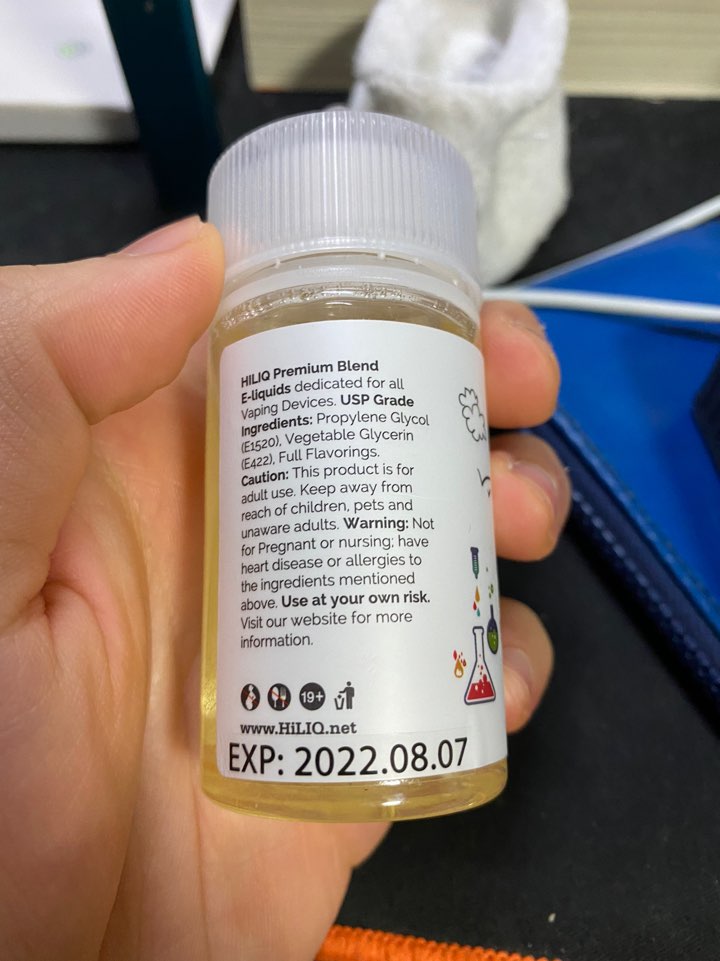 HILIQ Premium Blend
E-liquids dedicated for all
Vaping Devices. USP Grade
Ingredients: Propylene Glycol
(E1520), Vegetable Glycerin
(E422), Full Flavorings.
Caution: This product is for
adult use. Keep away from
reach of children, pets and
unaware adults. Warning: Not
for Pregnant or nursing; have
heart disease or allergies to
the ingredients mentioned
above. Use at your own risk.
Visit our website for more
information.
19+
www.HiLIQ.net
EXP: 2022.08.07